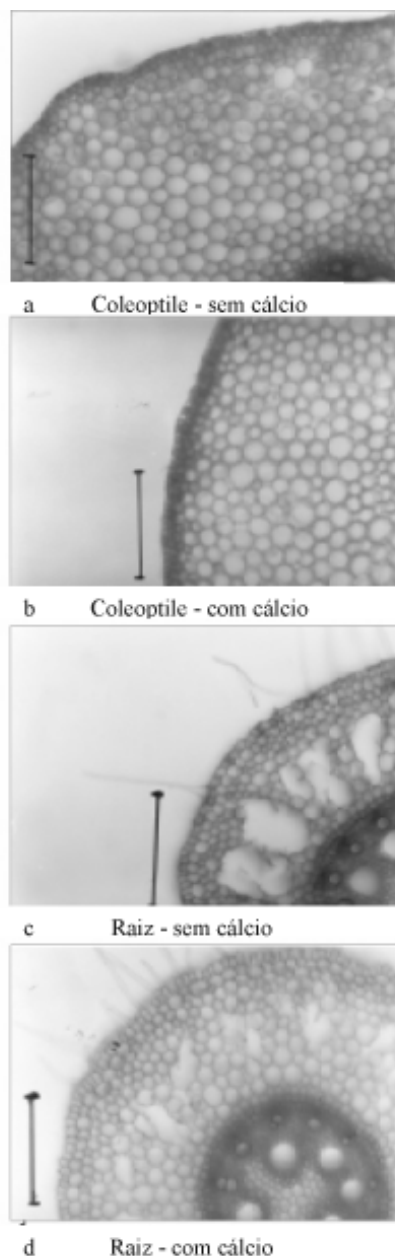 a Coleoptile - sem cálcio
b Coleoptile - com cálcio
c Raiz - sem cálcio
d Raiz - com cálcio